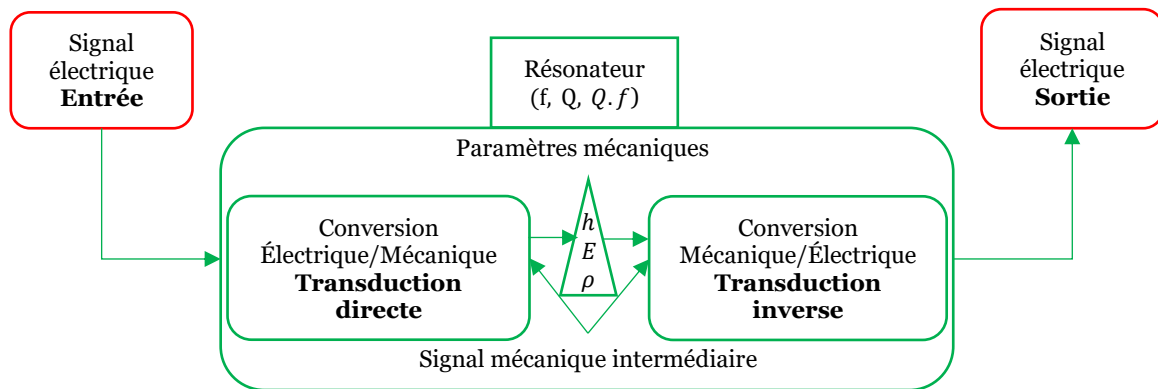 Signal
électrique
Entrée
Résonateur
(f, Q, Q.f)
Signal
électrique
Sortie
Paramètres mécaniques
Conversion
Électrique/Mécanique
Transduction
directe
h
E
ρ
Conversion
Mécanique/Électrique
Transduction
inverse
Signal mécanique intermédiaire